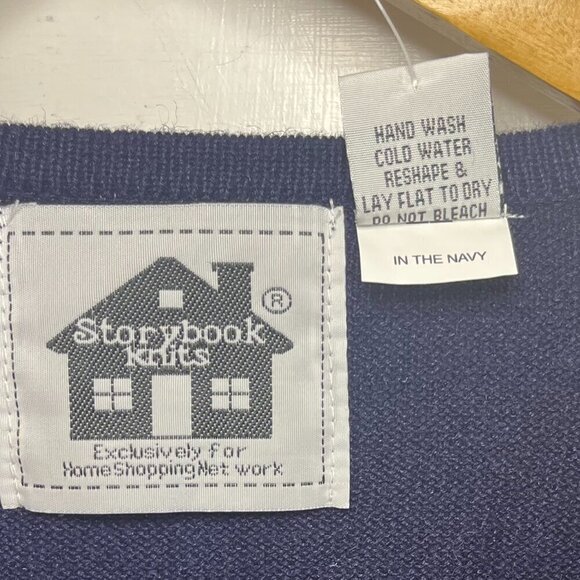 HAND WASH
COLD WATER
RESHAPE &
LAY FLAT TO DRY
DO NOT BLEACH
IN THE NAVY
®
Storybook
knits
Exclusively for
HomeShoppingNetwork